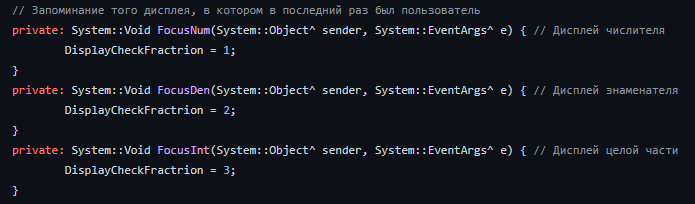 // Запоминание того дисплея, в котором в последний раз был пользователь
private: System::Void FocusNum(System::Object^ sender, System::EventArgs^ e) { // Дисплей числителя
        DisplayCheckFractrion = 1;
}
private: System::Void FocusDen(System::Object^ sender, System::EventArgs^ e) { // Дисплей знаменателя
        DisplayCheckFractrion = 2;
}
private: System::Void FocusInt(System::Object^ sender, System::EventArgs^ e) { // Дисплей целой части
        DisplayCheckFractrion = 3;
}